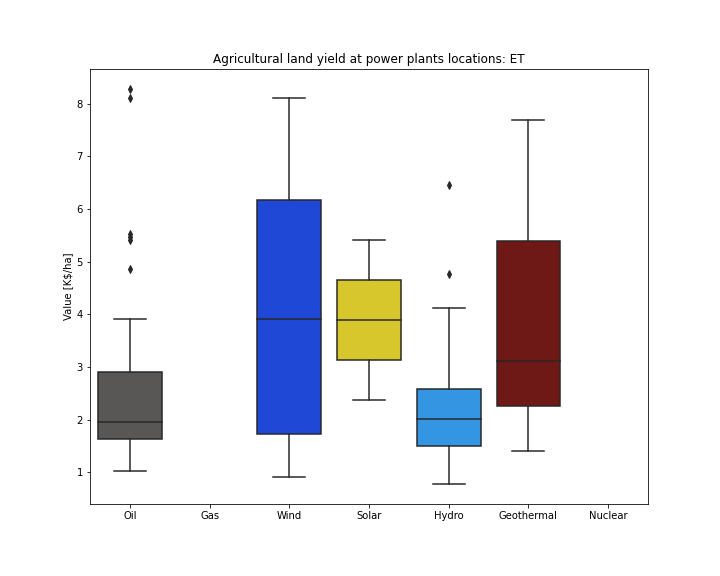 Agricultural land yield at power plants locations: ET
Value [K$/ha]
8
7
6
5
4
3
2
1
Oil Gas Wind Solar Hydro Geothermal Nuclear